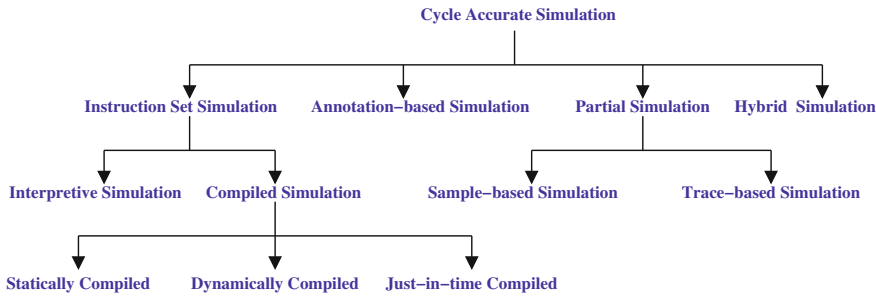 Cycle Accurate Simulation
Instruction Set Simulation
Annotation−based Simulation
Partial Simulation
Hybrid Simulation
Interpretive Simulation
Compiled Simulation
Sample−based Simulation
Trace−based Simulation
Statically Compiled
Dynamically Compiled
Just−in−time Compiled